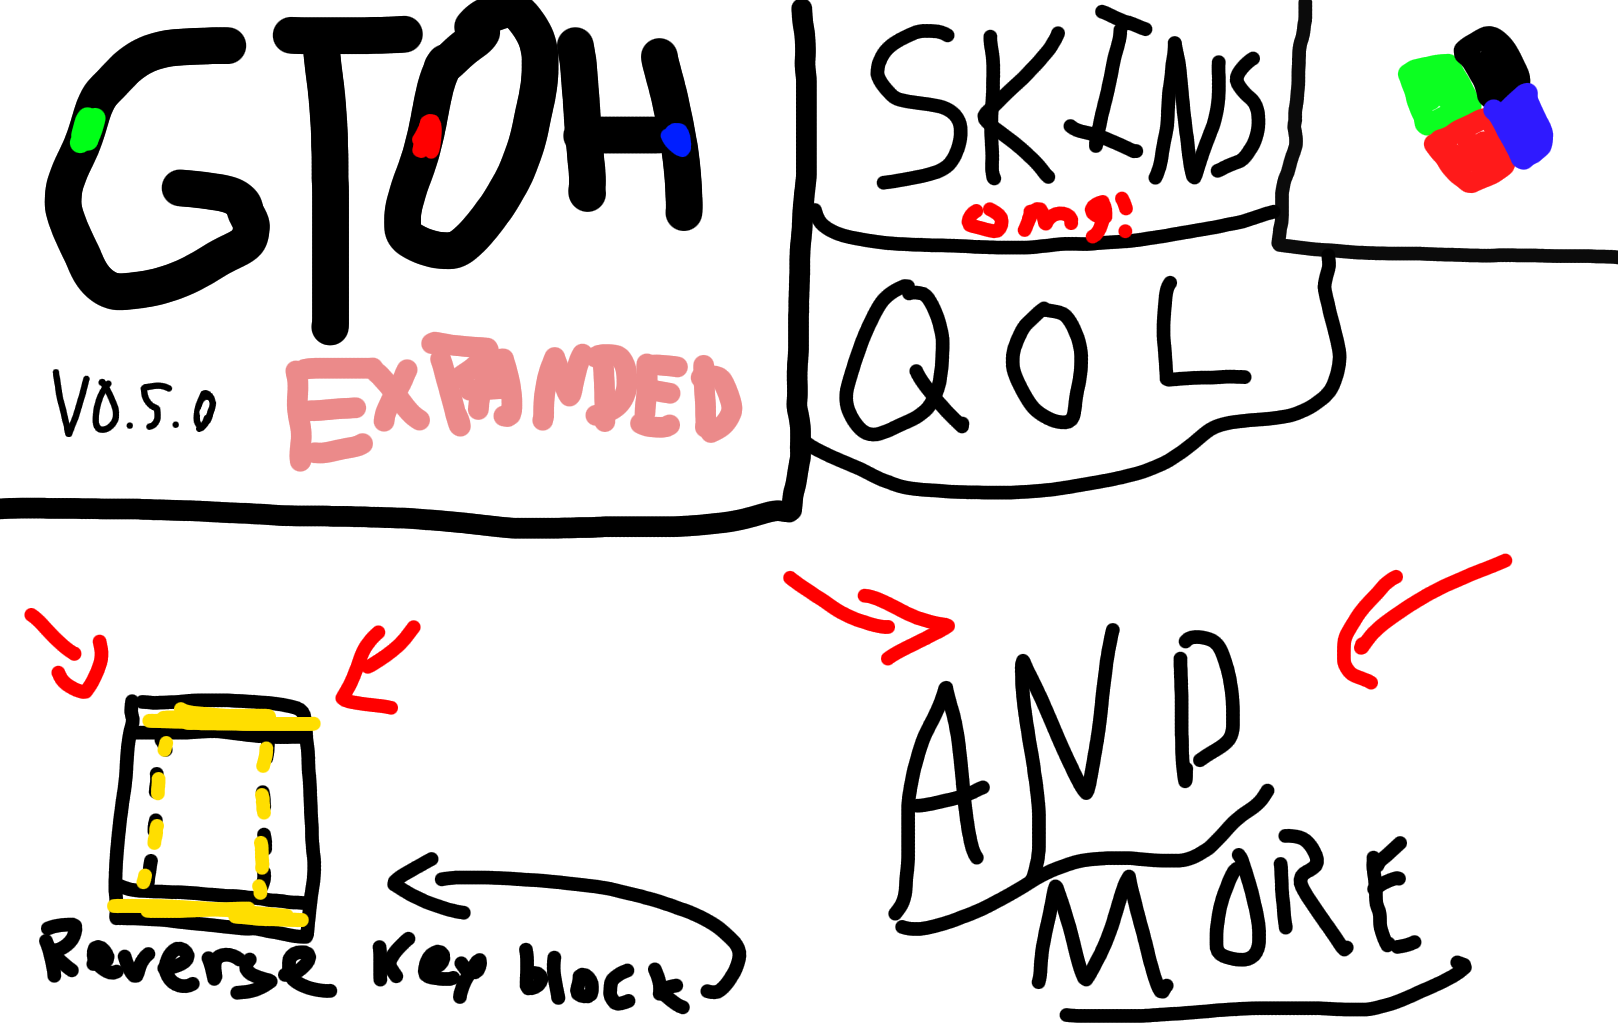 GTOH
V0.5.0 EXPANDED
SKINS
omg!
QOL
Reverse Key block
AND
MORE